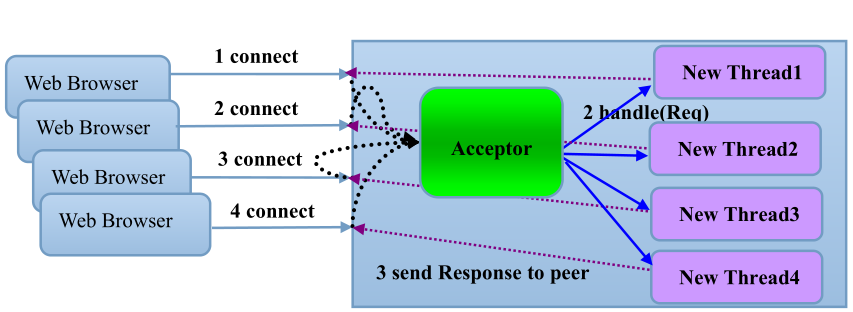 1 connect
Web Browser
2 connect
Web Browser
3 connect
Web Browser
4 connect
Web Browser
Acceptor
2 handle(Req)
New Thread1
New Thread2
New Thread3
New Thread4
3 send Response to peer